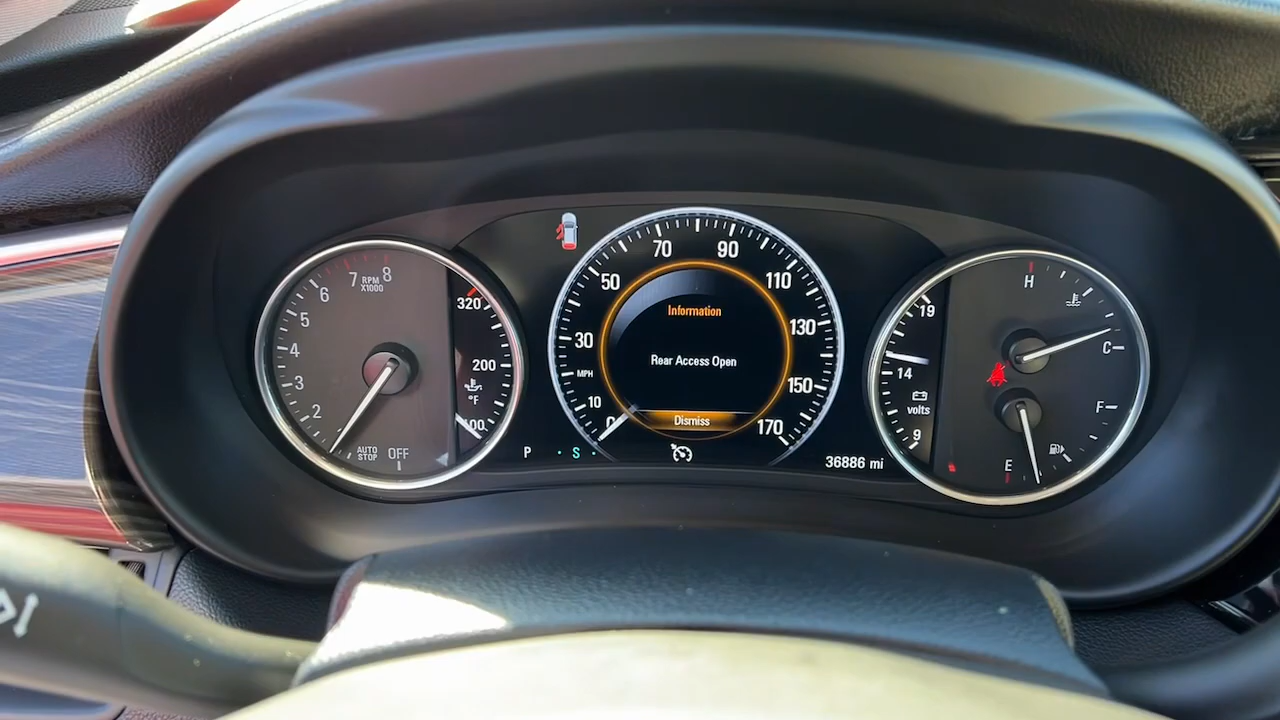 8
7 RPM X1000
6
5
4
3
2
AUTO STOP OFF
320
200
°F
100
P S
70 90
50 110
30 130
MPH
10 150
0 170
Information
Rear Access Open
Dismiss
36886 mi
19
14
volts
9
H
C
F
E